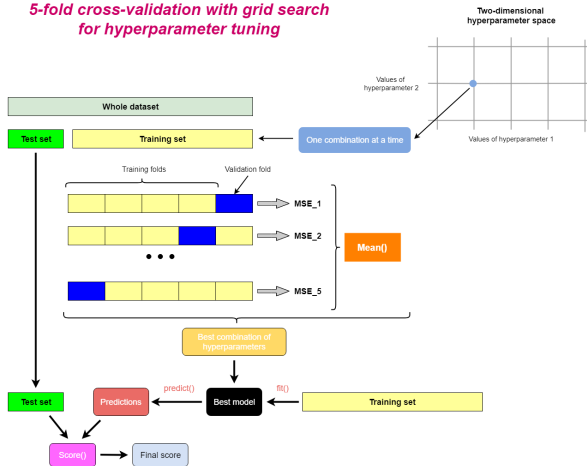 5-fold cross-validation with grid search
for hyperparameter tuning
Two-dimensional
hyperparameter space
Values of
hyperparameter 2
Values of hyperparameter 1
Whole dataset
Test set
Training set
One combination at a time
Training folds
Validation fold
MSE_1
MSE_2
Mean()
MSE_5
Best combination of
hyperparameters
predict()
fit()
Test set
Predictions
Best model
Training set
Score()
Final score